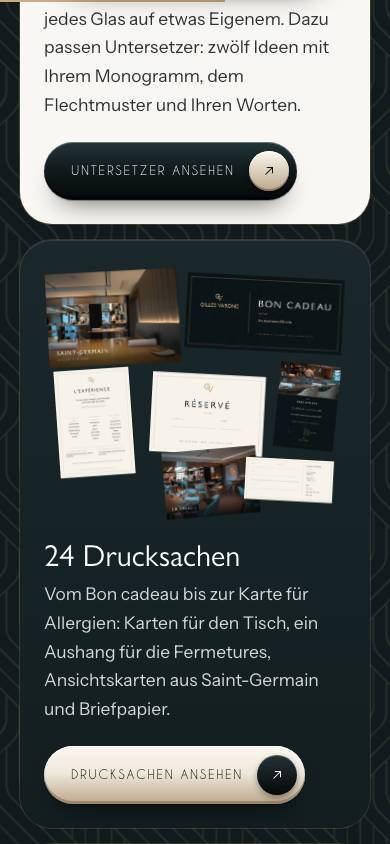 jedes Glas auf etwas Eigenem. Dazu
passen Untersetzer: zwölf Ideen mit
Ihrem Monogramm, dem
Flechtmuster und Ihren Worten.
UNTERSETZER ANSEHEN
SAINT-GERMAIN
GILLES VARONE
BON CADEAU
L'EXPÉRIENCE
RÉSERVÉ
24 Drucksachen
Vom Bon cadeau bis zur Karte für
Allergien: Karten für den Tisch, ein
Aushang für die Fermetures,
Ansichtskarten aus Saint-Germain
und Briefpapier.
DRUCKSACHEN ANSEHEN